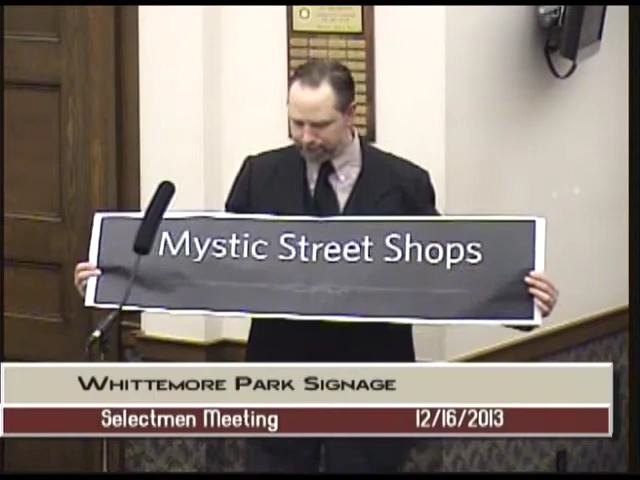 Mystic Street Shops
Whittemore Park Signage
Selectmen Meeting 12/16/2013